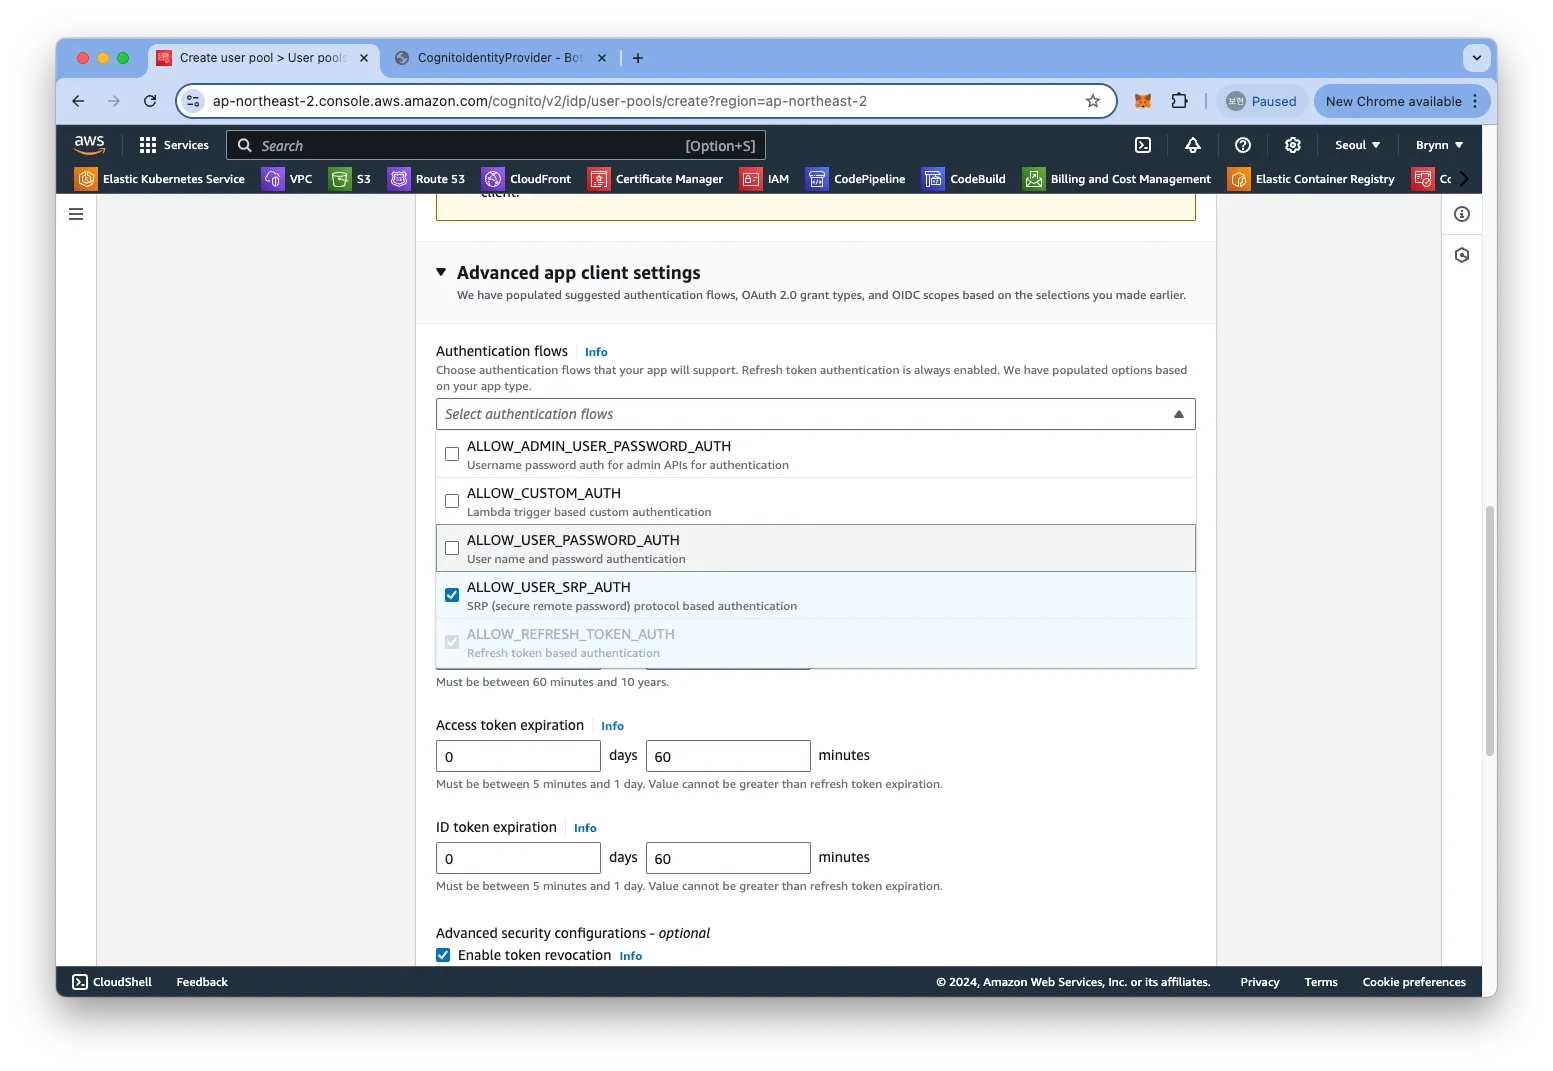 Create user pool > User pools
CognitoIdentityProvider - Bot
ap-northeast-2.console.aws.amazon.com/cognito/v2/idp/user-pools/create?region=ap-northeast-2
보현
Paused
New Chrome available
aws
Services
Search
[Option+S]
Seoul
Brynn
Elastic Kubernetes Service
VPC
S3
Route 53
CloudFront
Certificate Manager
IAM
CodePipeline
CodeBuild
Billing and Cost Management
Elastic Container Registry
Co
client.
Advanced app client settings
We have populated suggested authentication flows, OAuth 2.0 grant types, and OIDC scopes based on the selections you made earlier.
Authentication flows Info
Choose authentication flows that your app will support. Refresh token authentication is always enabled. We have populated options based
on your app type.
Select authentication flows
ALLOW_ADMIN_USER_PASSWORD_AUTH
Username password auth for admin APIs for authentication
ALLOW_CUSTOM_AUTH
Lambda trigger based custom authentication
ALLOW_USER_PASSWORD_AUTH
User name and password authentication
ALLOW_USER_SRP_AUTH
SRP (secure remote password) protocol based authentication
ALLOW_REFRESH_TOKEN_AUTH
Refresh token based authentication
Must be between 60 minutes and 10 years.
Access token expiration Info
0 days 60 minutes
Must be between 5 minutes and 1 day. Value cannot be greater than refresh token expiration.
ID token expiration Info
0 days 60 minutes
Must be between 5 minutes and 1 day. Value cannot be greater than refresh token expiration.
Advanced security configurations - optional
Enable token revocation Info
CloudShell
Feedback
© 2024, Amazon Web Services, Inc. or its affiliates.
Privacy
Terms
Cookie preferences